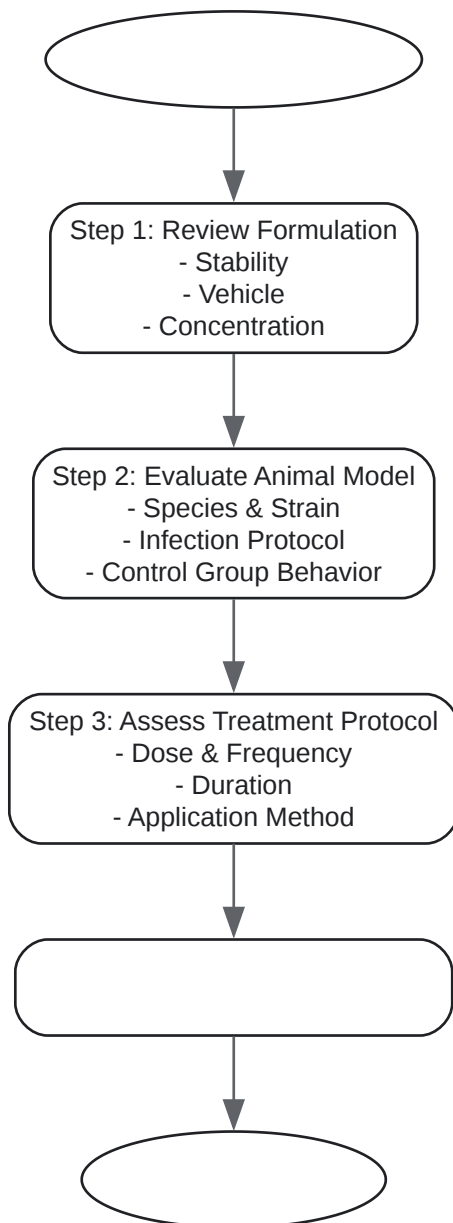 Step 1: Review Formulation
- Stability
- Vehicle
- Concentration
Step 2: Evaluate Animal Model
- Species & Strain
- Infection Protocol
- Control Group Behavior
Step 3: Assess Treatment Protocol
- Dose & Frequency
- Duration
- Application Method